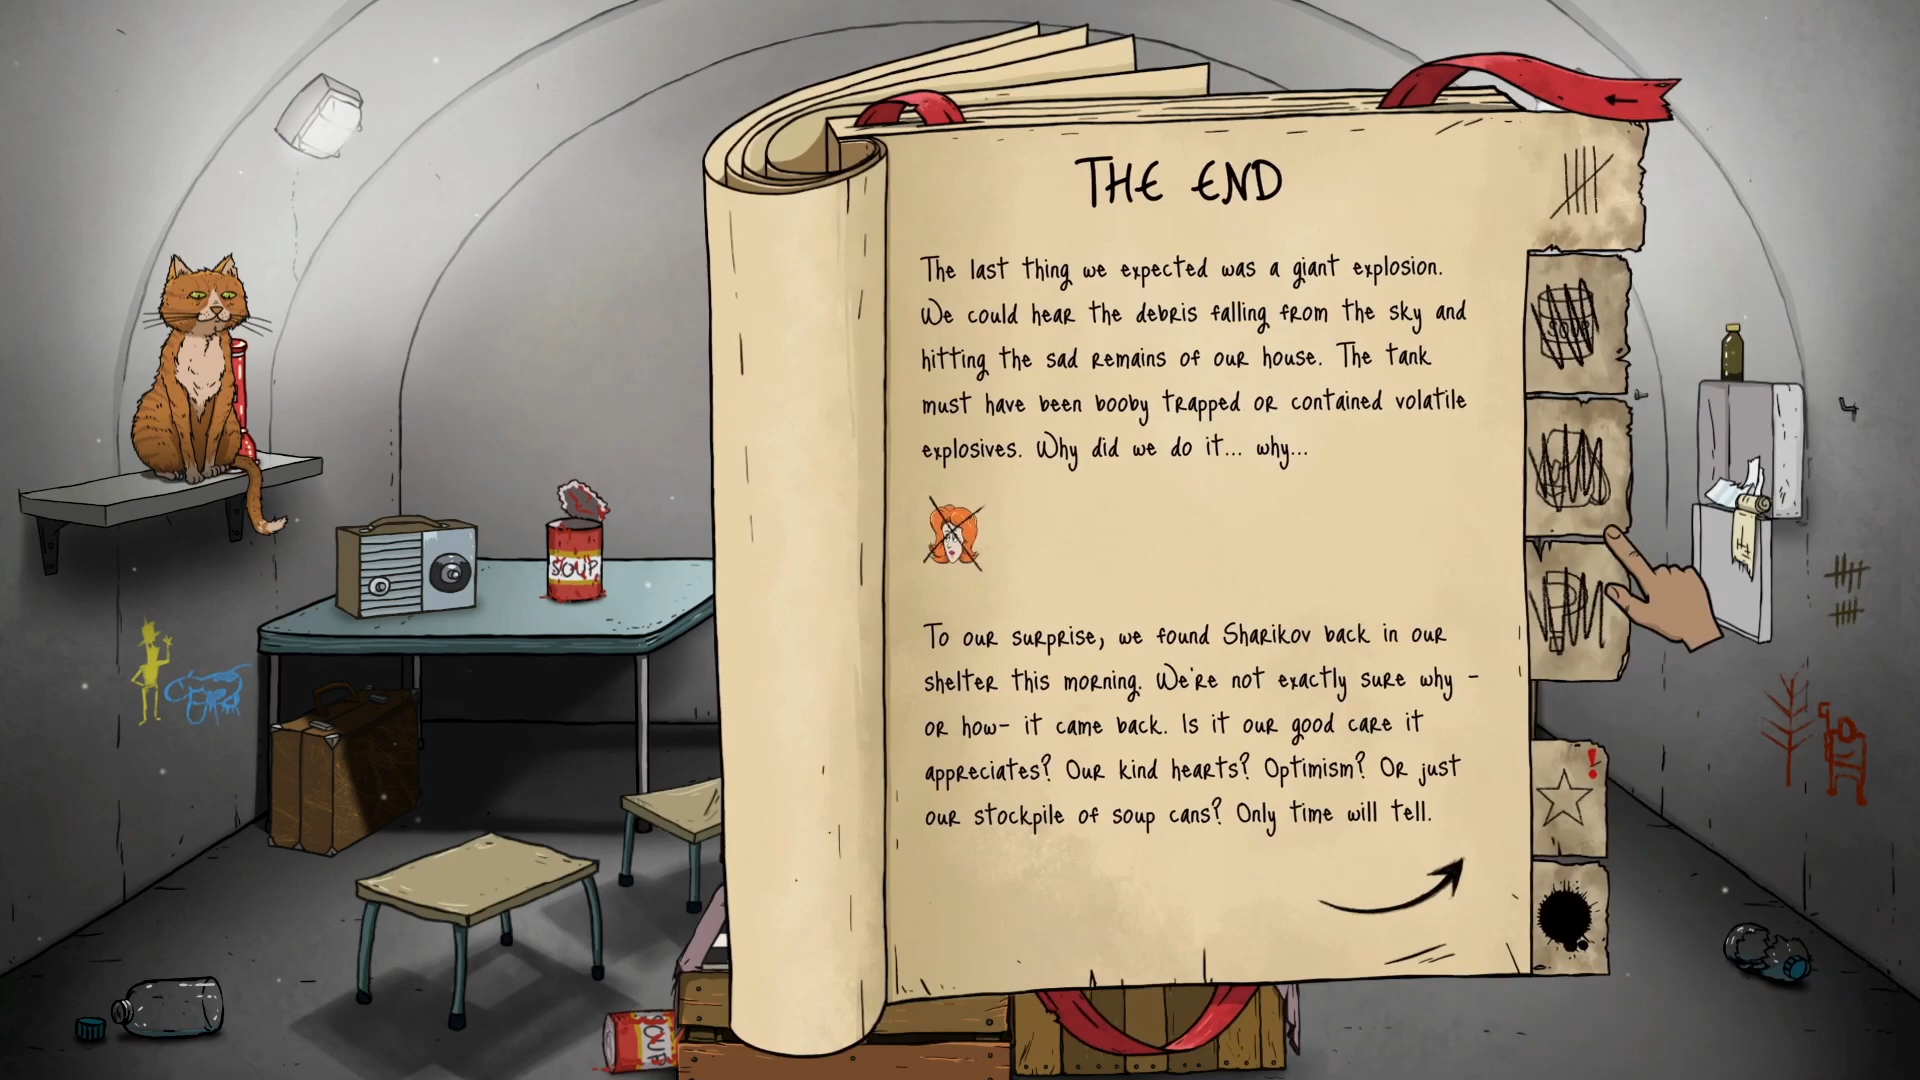 THE END
The last thing we expected was a giant explosion.
We could hear the debris falling from the sky and
hitting the sad remains of our house. The tank
must have been booby trapped or contained volatile
explosives. Why did we do it... why...
To our surprise, we found Sharikov back in our
shelter this morning. We're not exactly sure why -
or how- it came back. Is it our good care it
appreciates? Our kind hearts? Optimism? Or just
our stockpile of soup cans? Only time will tell.
SOUP
SOUP
SOUP
!